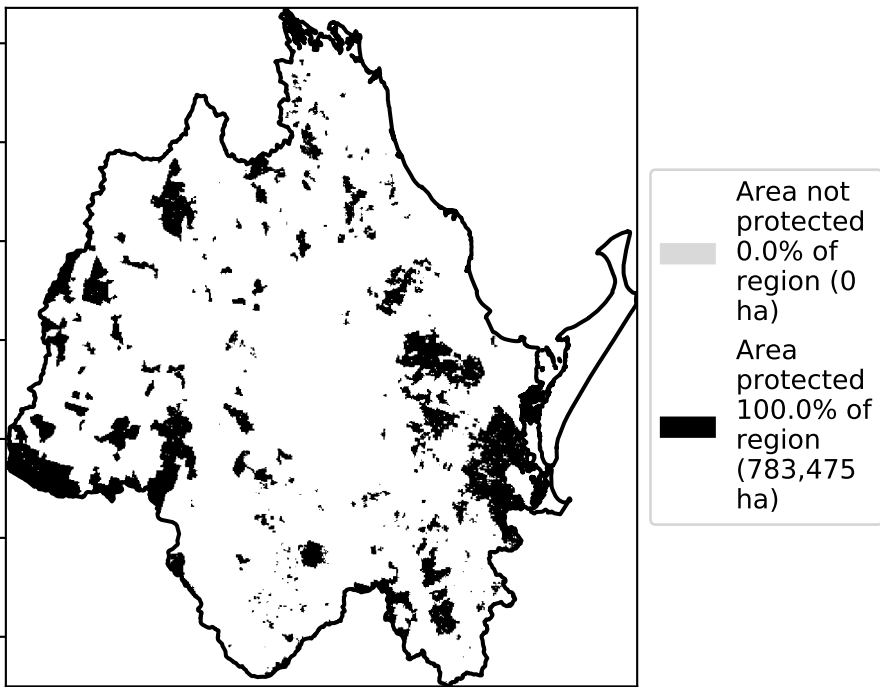 Area not
protected
0.0% of
region (0
ha)
Area
protected
100.0% of
region
(783,475
ha)